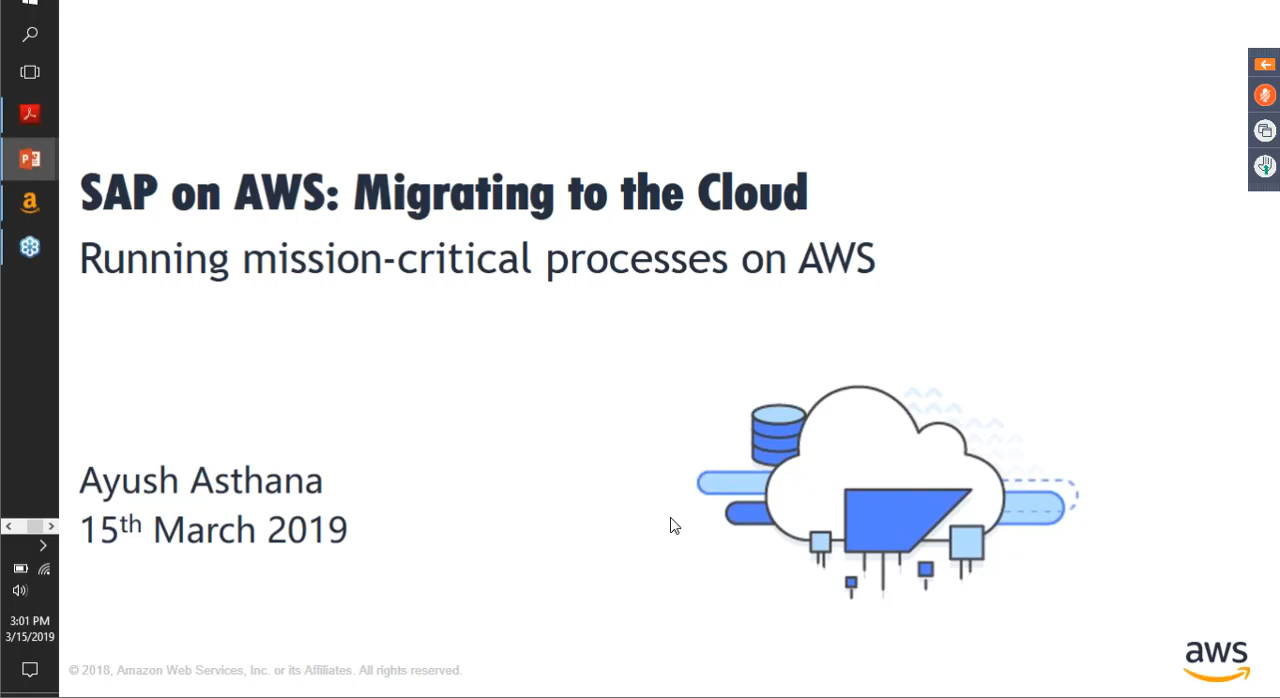 SAP on AWS: Migrating to the Cloud
Running mission-critical processes on AWS
Ayush Asthana
15th March 2019
3:01 PM
3/15/2019
© 2018, Amazon Web Services, Inc. or its Affiliates. All rights reserved.
aws